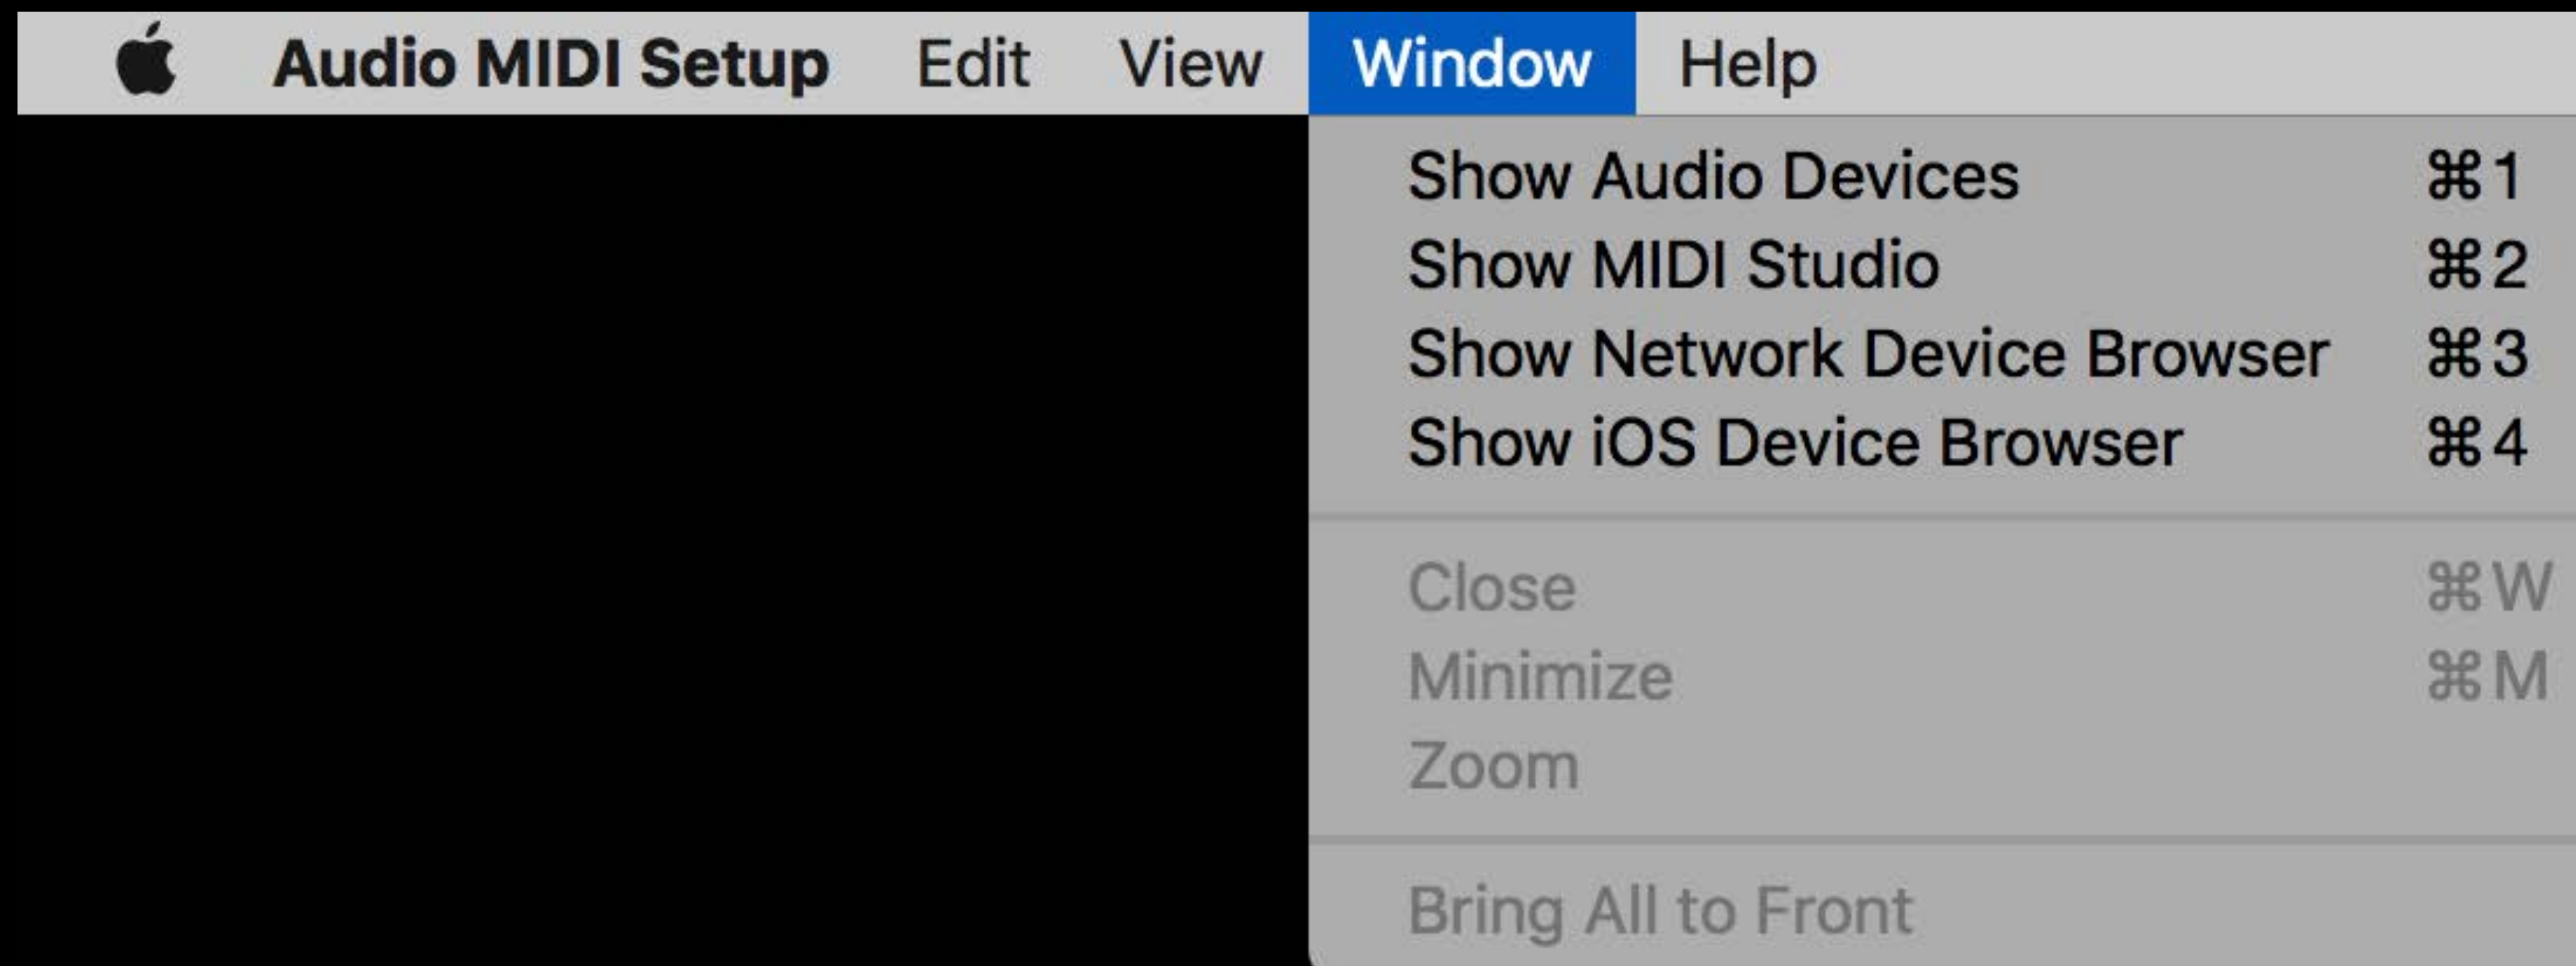 Audio MIDI Setup Edit View Window Help
Show Audio Devices ⌘1
Show MIDI Studio ⌘2
Show Network Device Browser ⌘3
Show iOS Device Browser ⌘4
Close ⌘W
Minimize ⌘M
Zoom
Bring All to Front